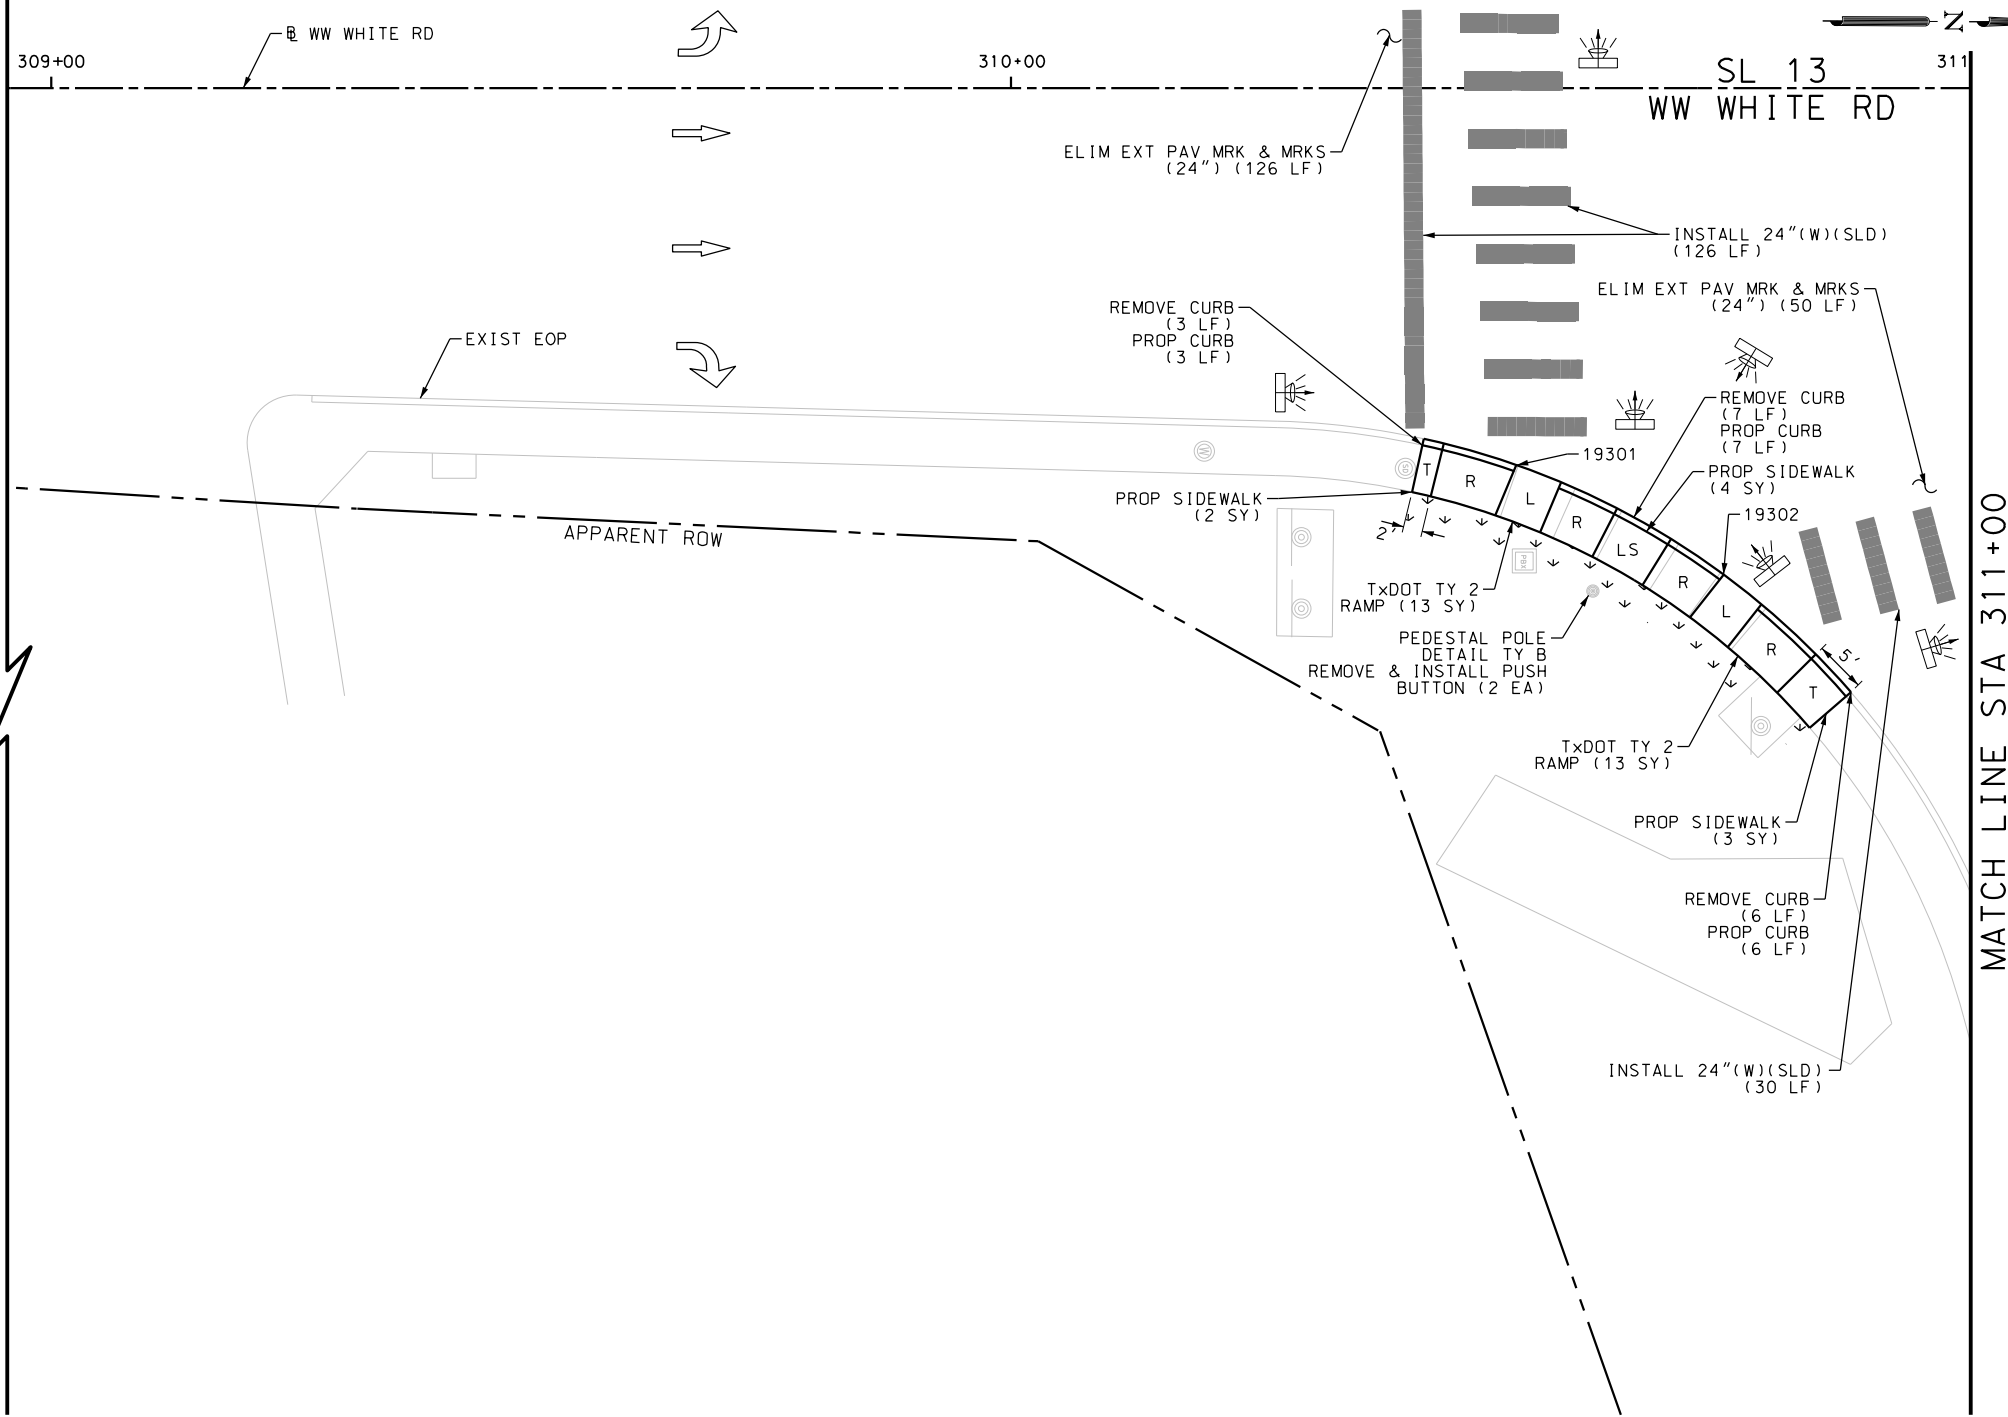 ℄ WW WHITE RD
309+00
310+00
311
N
SL 13
WW WHITE RD
ELIM EXT PAV MRK & MRKS
(24") (126 LF)
INSTALL 24"(W)(SLD)
(126 LF)
ELIM EXT PAV MRK & MRKS
(24") (50 LF)
REMOVE CURB
(3 LF)
PROP CURB
(3 LF)
EXIST EOP
REMOVE CURB
(7 LF)
PROP CURB
(7 LF)
19301
PROP SIDEWALK
(4 SY)
19302
W
SD
T
R
L
R
LS
R
L
R
T
PROP SIDEWALK
(2 SY)
2'
5'
APPARENT ROW
PBX
TxDOT TY 2
RAMP (13 SY)
PEDESTAL POLE
DETAIL TY B
REMOVE & INSTALL PUSH
BUTTON (2 EA)
TxDOT TY 2
RAMP (13 SY)
PROP SIDEWALK
(3 SY)
REMOVE CURB
(6 LF)
PROP CURB
(6 LF)
INSTALL 24"(W)(SLD)
(30 LF)
MATCH LINE STA 311+00